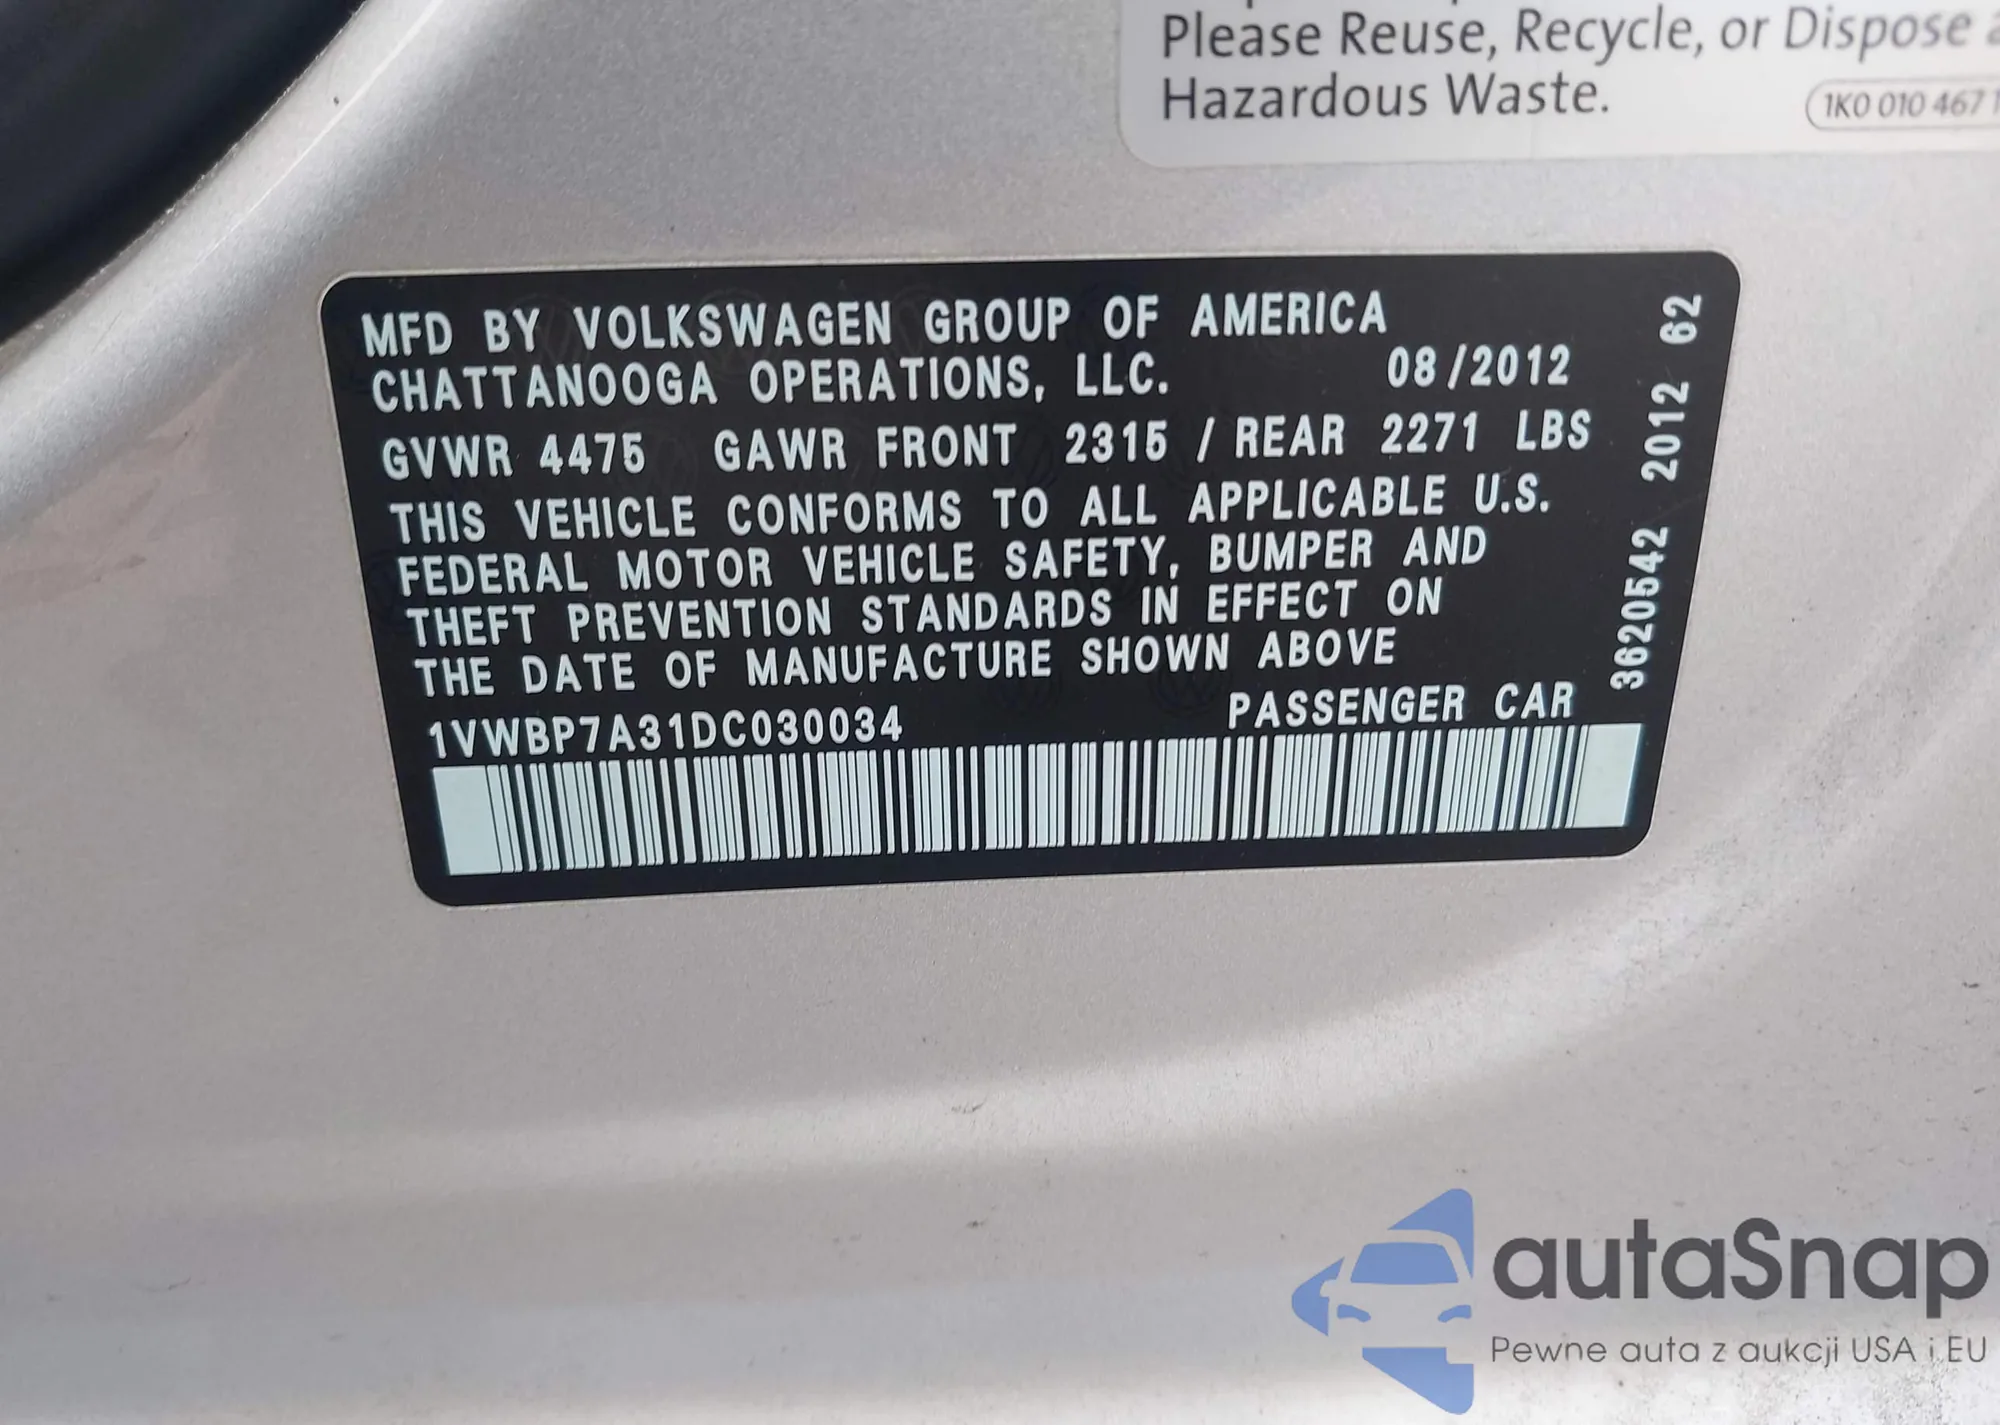 Please Reuse, Recycle, or Dispose
Hazardous Waste.
1K0 010 467
MFD BY VOLKSWAGEN GROUP OF AMERICA
CHATTANOOGA OPERATIONS, LLC. 08/2012
GVWR 4475 GAWR FRONT 2315 / REAR 2271 LBS
THIS VEHICLE CONFORMS TO ALL APPLICABLE U.S.
FEDERAL MOTOR VEHICLE SAFETY, BUMPER AND
THEFT PREVENTION STANDARDS IN EFFECT ON
THE DATE OF MANUFACTURE SHOWN ABOVE
1VWBP7A31DC030034 PASSENGER CAR
3620542 2012 62
autaSnap
Pewne auta z aukcji USA i EU